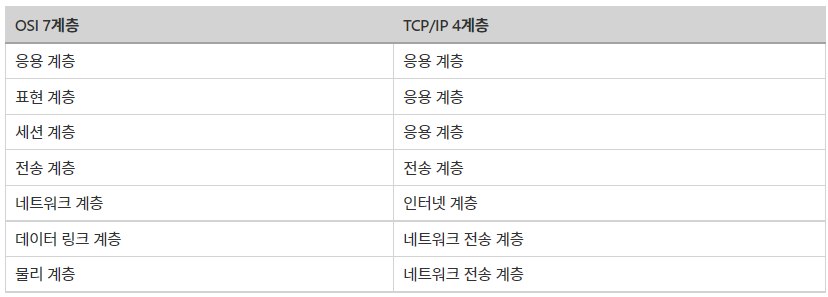 OSI 7계층 TCP/IP 4계층
응용 계층 응용 계층
표현 계층 응용 계층
세션 계층 응용 계층
전송 계층 전송 계층
네트워크 계층 인터넷 계층
데이터 링크 계층 네트워크 전송 계층
물리 계층 네트워크 전송 계층